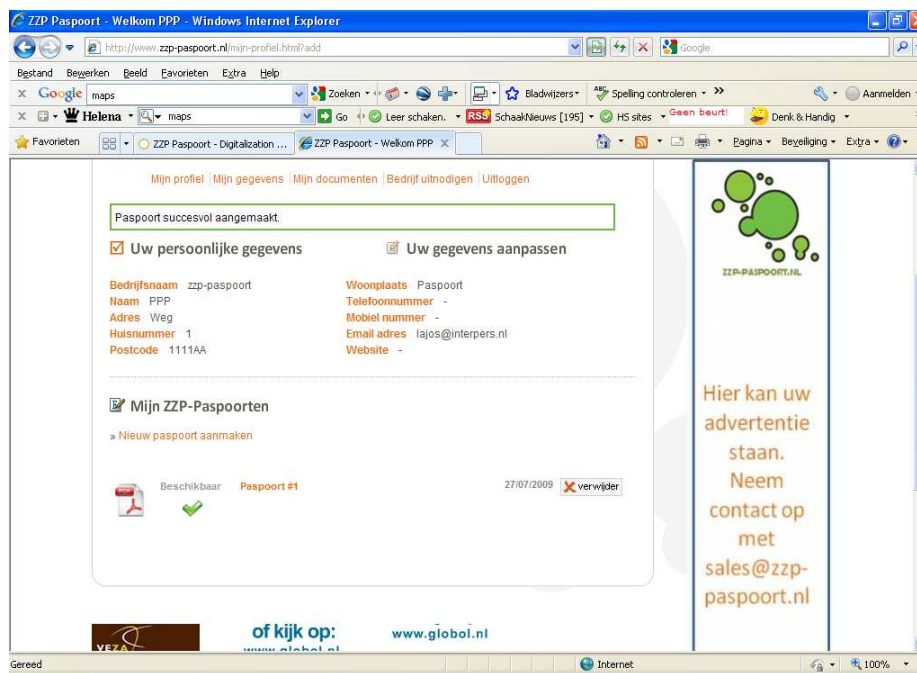 ZZP Paspoort - Welkom PPP - Windows Internet Explorer
http://www.zzp-paspoort.nl/mijn-profiel.html?add
Google
Bestand Bewerken Beeld Favorieten Extra Help
x Google maps Zoeken Bladwijzers Spelling controleren Aanmelden
x Helena maps Go Leer schaken. RSS SchaakNieuws [195] HS sites Geen beurt! Denk & Handig
Favorieten ZZP Paspoort - Digitalization ... ZZP Paspoort - Welkom PPP X Pagina Beveiliging Extra
Mijn profiel | Mijn gegevens | Mijn documenten | Bedrijf uitnodigen | Uitloggen
Paspoort succesvol aangemaakt.
Uw persoonlijke gegevens
Uw gegevens aanpassen
Bedrijfsnaam zzp-paspoort
Naam PPP
Adres Weg
Huisnummer 1
Postcode 1111AA
Woonplaats Paspoort
Telefoonnummer -
Mobiel nummer -
Email adres lajos@interpers.nl
Website -
Mijn ZZP-Paspoorten
» Nieuw paspoort aanmaken
Beschikbaar Paspoort #1 27/07/2009 verwijder
ZZP-PASPOORT.NL
Hier kan uw
advertentie
staan.
Neem
contact op
met
sales@zzp-
paspoort.nl
VEZA
of kijk op:
www.globol.nl
www.globol.nl
Gereed Internet 100%